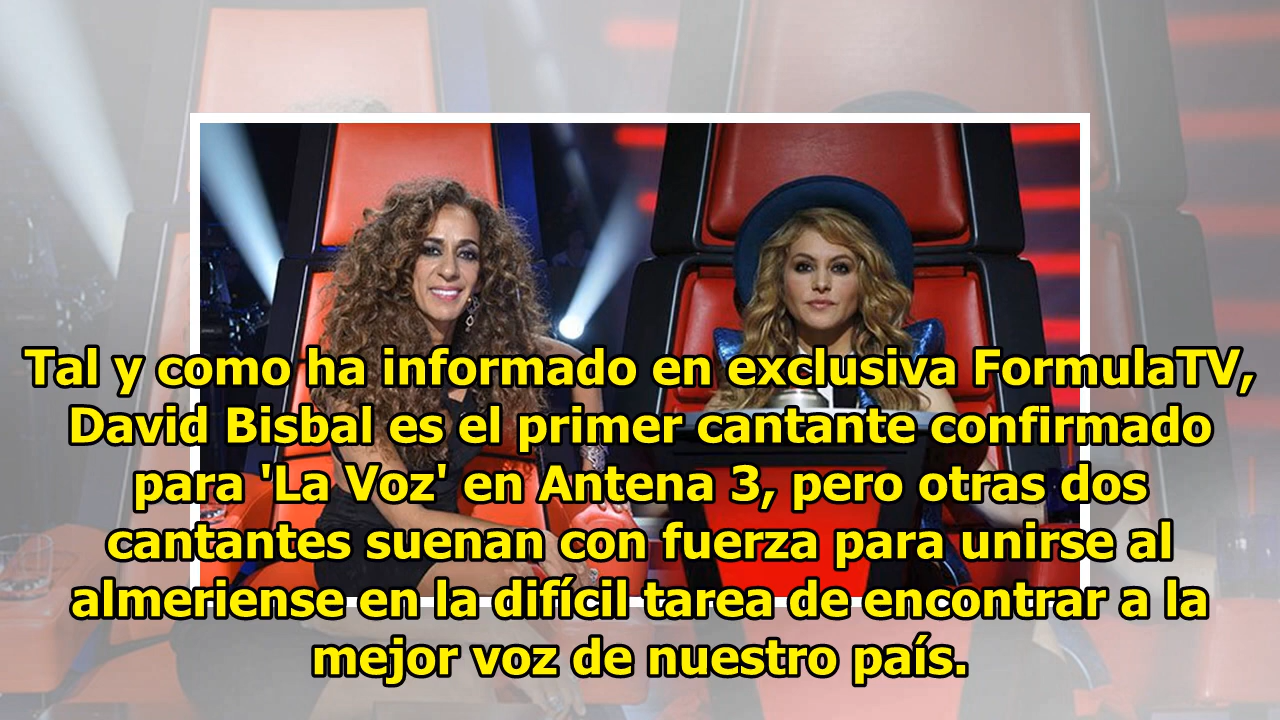 Tal y como ha informado en exclusiva FormulaTV,
David Bisbal es el primer cantante confirmado
para 'La Voz' en Antena 3, pero otras dos
cantantes suenan con fuerza para unirse al
almeriense en la difícil tarea de encontrar a la
mejor voz de nuestro país.